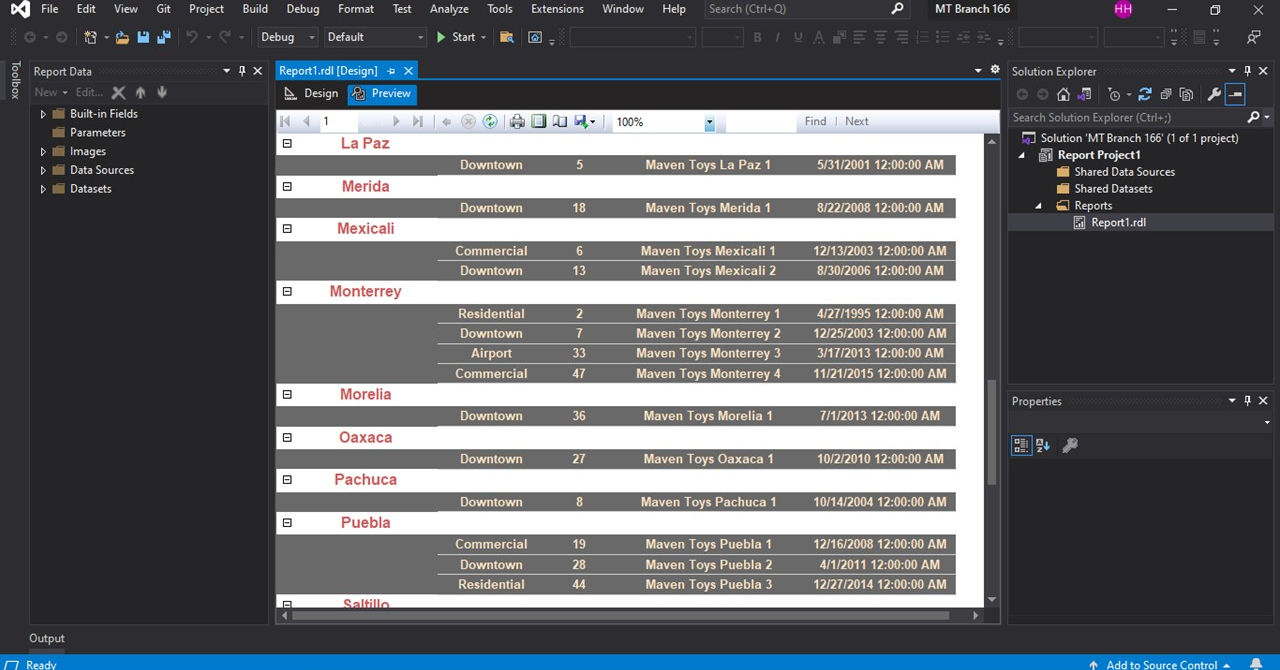 File Edit View Git Project Build Debug Format Test Analyze Tools Extensions Window Help Search (Ctrl+Q) MT Branch 166 HH
Debug Default Start B I U A
Toolbox
Report Data
New Edit...
Built-in Fields
Parameters
Images
Data Sources
Datasets
Report1.rdl [Design]
Design Preview
1 100% Find | Next
La Paz
Downtown 5 Maven Toys La Paz 1 5/31/2001 12:00:00 AM
Merida
Downtown 18 Maven Toys Merida 1 8/22/2008 12:00:00 AM
Mexicali
Commercial 6 Maven Toys Mexicali 1 12/13/2003 12:00:00 AM
Downtown 13 Maven Toys Mexicali 2 8/30/2006 12:00:00 AM
Monterrey
Residential 2 Maven Toys Monterrey 1 4/27/1995 12:00:00 AM
Downtown 7 Maven Toys Monterrey 2 12/25/2003 12:00:00 AM
Airport 33 Maven Toys Monterrey 3 3/17/2013 12:00:00 AM
Commercial 47 Maven Toys Monterrey 4 11/21/2015 12:00:00 AM
Morelia
Downtown 36 Maven Toys Morelia 1 7/1/2013 12:00:00 AM
Oaxaca
Downtown 27 Maven Toys Oaxaca 1 10/2/2010 12:00:00 AM
Pachuca
Downtown 8 Maven Toys Pachuca 1 10/14/2004 12:00:00 AM
Puebla
Commercial 19 Maven Toys Puebla 1 12/16/2008 12:00:00 AM
Downtown 28 Maven Toys Puebla 2 4/1/2011 12:00:00 AM
Residential 44 Maven Toys Puebla 3 12/27/2014 12:00:00 AM
Saltillo
Solution Explorer
Search Solution Explorer (Ctrl+;)
Solution 'MT Branch 166' (1 of 1 project)
Report Project1
Shared Data Sources
Shared Datasets
Reports
Report1.rdl
Properties
Output
Ready
Add to Source Control